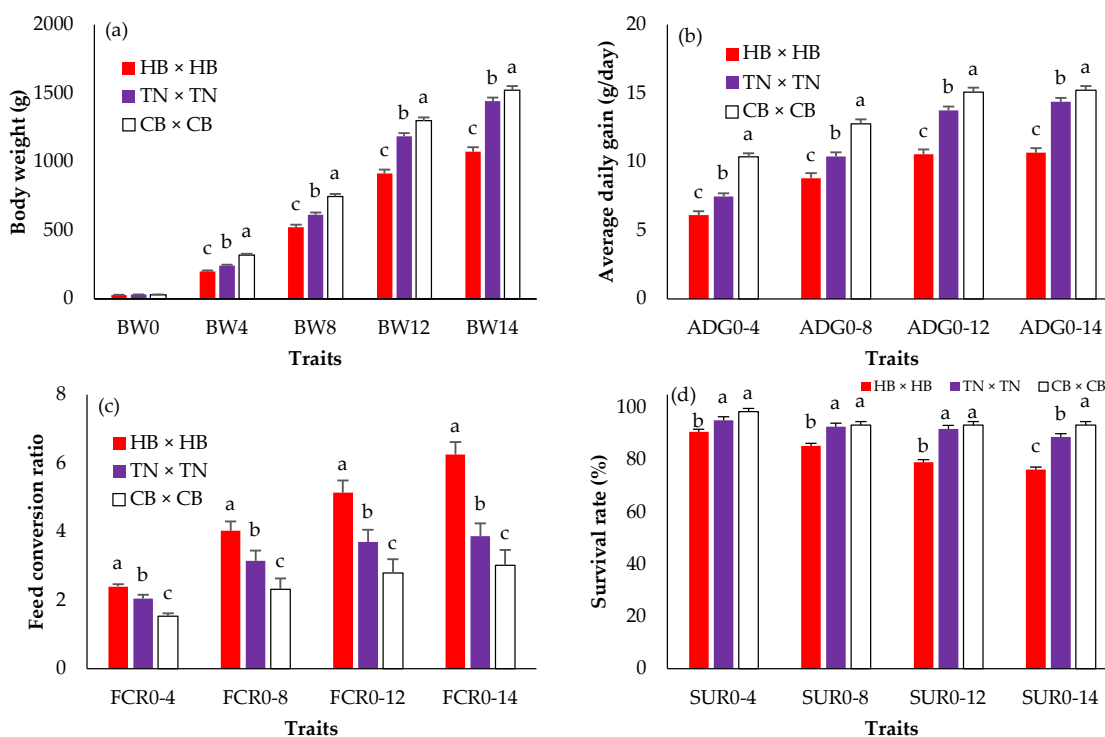 (a)
HB × HB
TN × TN
CB × CB
Body weight (g)
2000
1500
1000
500
0
c b a
c b a
c b a
c b a
BW0 BW4 BW8 BW12 BW14
Traits
(b)
HB × HB
TN × TN
CB × CB
Average daily gain (g/day)
20
15
10
5
0
c b a
c b a
c b a
c b a
ADG0-4 ADG0-8 ADG0-12 ADG0-14
Traits
(c)
HB × HB
TN × TN
CB × CB
Feed conversion ratio
8
6
4
2
0
a b c
a b c
a b c
a b c
FCR0-4 FCR0-8 FCR0-12 FCR0-14
Traits
(d)
HB × HB TN × TN CB × CB
Survival rate (%)
100
80
60
40
20
0
b a a
b a a
b a a
c b a
SUR0-4 SUR0-8 SUR0-12 SUR0-14
Traits